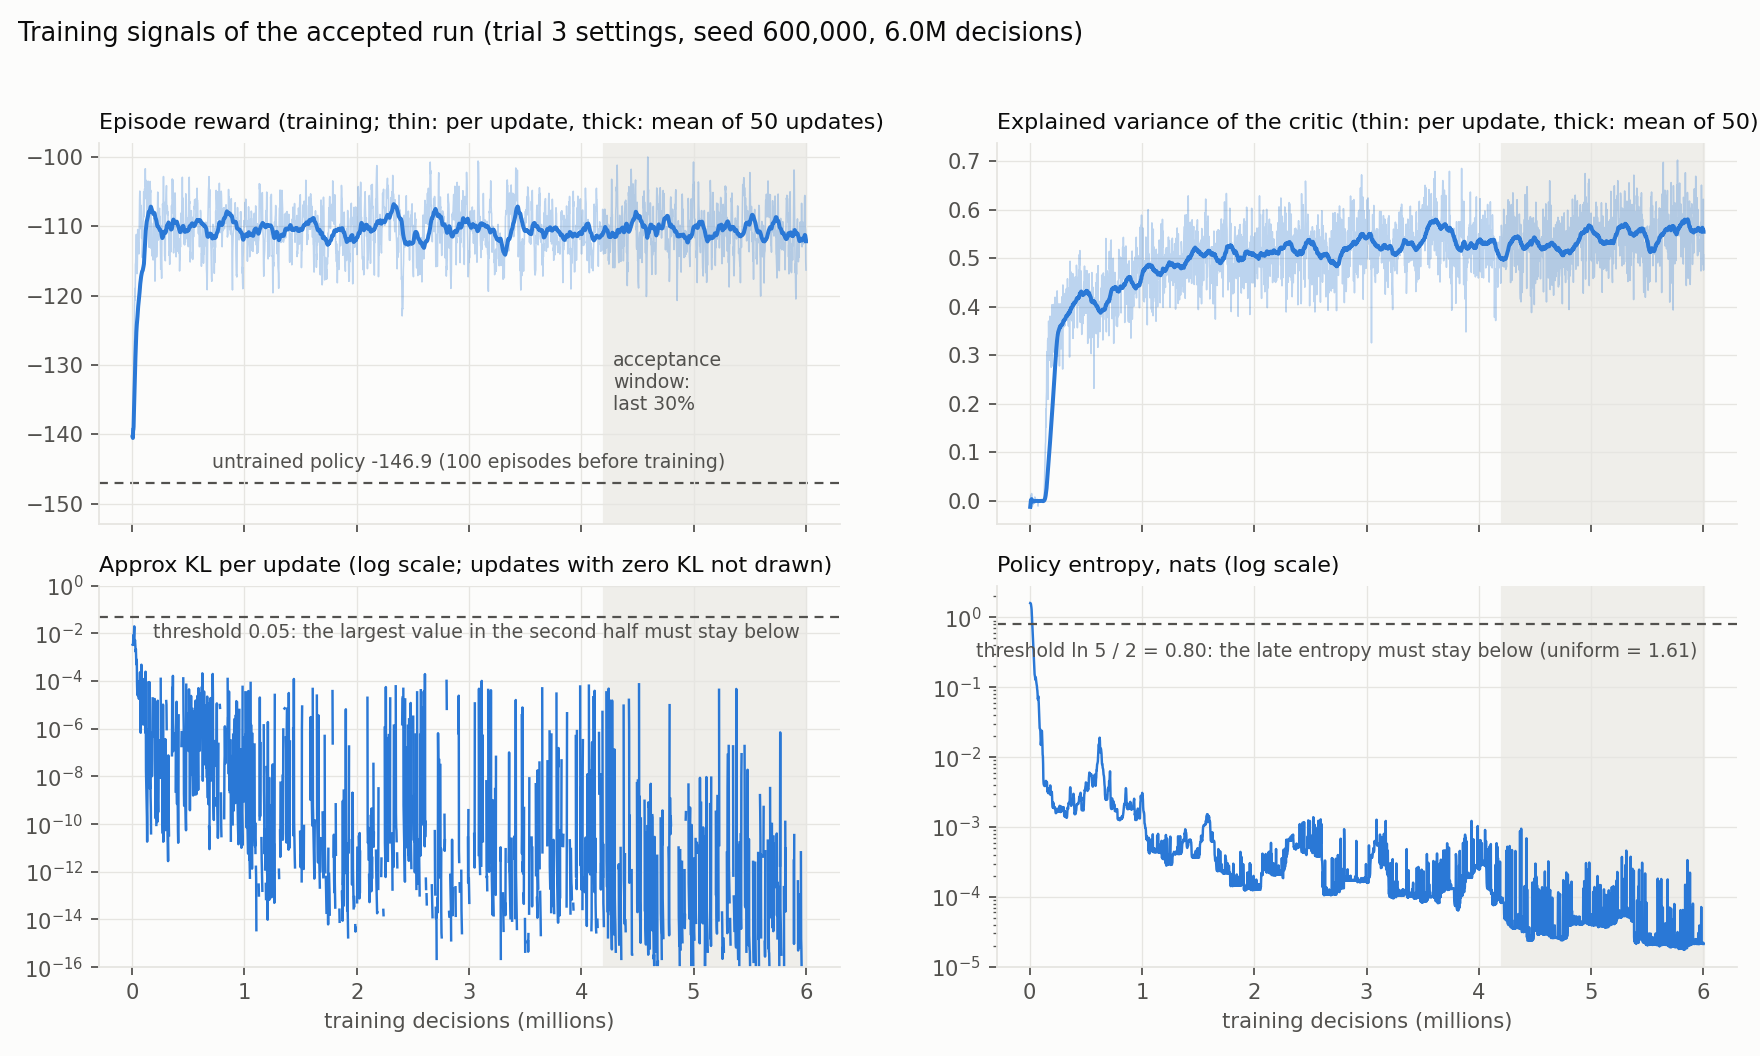 Training signals of the accepted run (trial 3 settings, seed 600,000, 6.0M decisions)
Episode reward (training; thin: per update, thick: mean of 50 updates)
−100
−110
−120
−130
−140
−150
acceptance
window:
last 30%
untrained policy -146.9 (100 episodes before training)
Explained variance of the critic (thin: per update, thick: mean of 50)
0.7
0.6
0.5
0.4
0.3
0.2
0.1
0.0
Approx KL per update (log scale; updates with zero KL not drawn)
10⁰
10⁻²
10⁻⁴
10⁻⁶
10⁻⁸
10⁻¹⁰
10⁻¹²
10⁻¹⁴
10⁻¹⁶
threshold 0.05: the largest value in the second half must stay below
0 1 2 3 4 5 6
training decisions (millions)
Policy entropy, nats (log scale)
10⁰
10⁻¹
10⁻²
10⁻³
10⁻⁴
10⁻⁵
threshold ln 5 / 2 = 0.80: the late entropy must stay below (uniform = 1.61)
0 1 2 3 4 5 6
training decisions (millions)